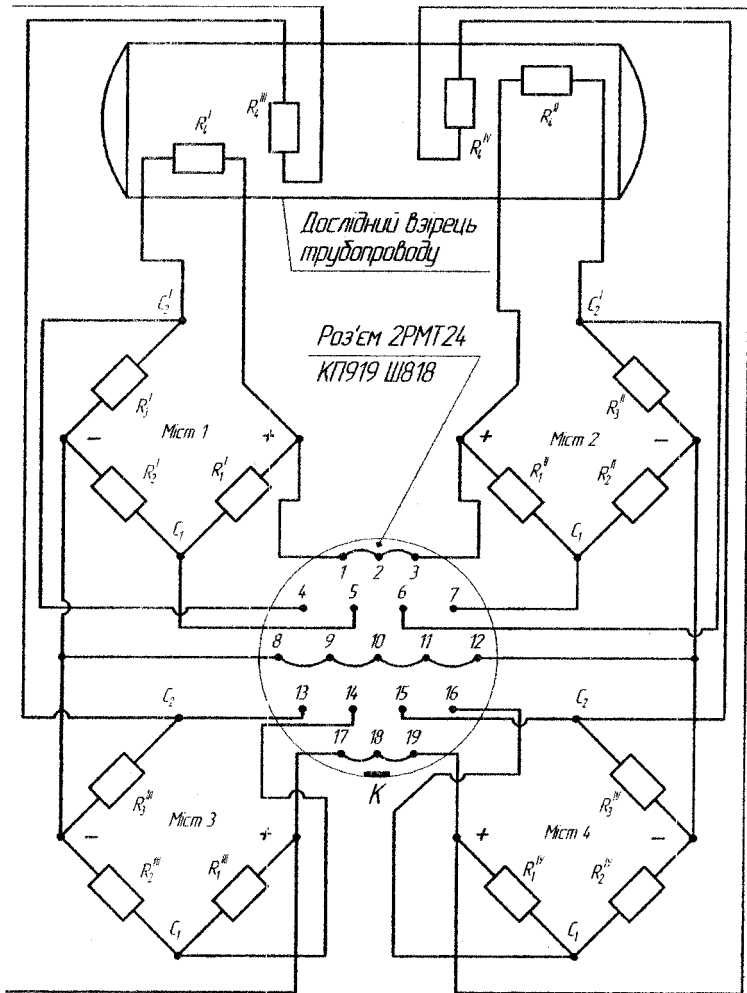 R₄ᴵ
R₄ᴵᴵᴵ
R₄ᴵⱽ
R₄ᴵᴵ
Дослідний взірець
трубопроводу
C₂ᴵ
C₂ᴵ
Роз'єм 2РМТ24
КП919 Ш818
R₃ᴵ
Міст 1
R₂ᴵ
R₁ᴵ
C₁
- +
R₃ᴵᴵ
Міст 2
R₁ᴵᴵ
R₂ᴵᴵ
C₁
+ -
1 2 3
4 5 6 7
8 9 10 11 12
13 14 15 16
17 18 19
К
C₂
R₃ᴵᴵᴵ
Міст 3
- +
R₂ᴵᴵᴵ
R₁ᴵᴵᴵ
C₁
C₂
R₃ᴵⱽ
Міст 4
+ -
R₁ᴵⱽ
R₂ᴵⱽ
C₁